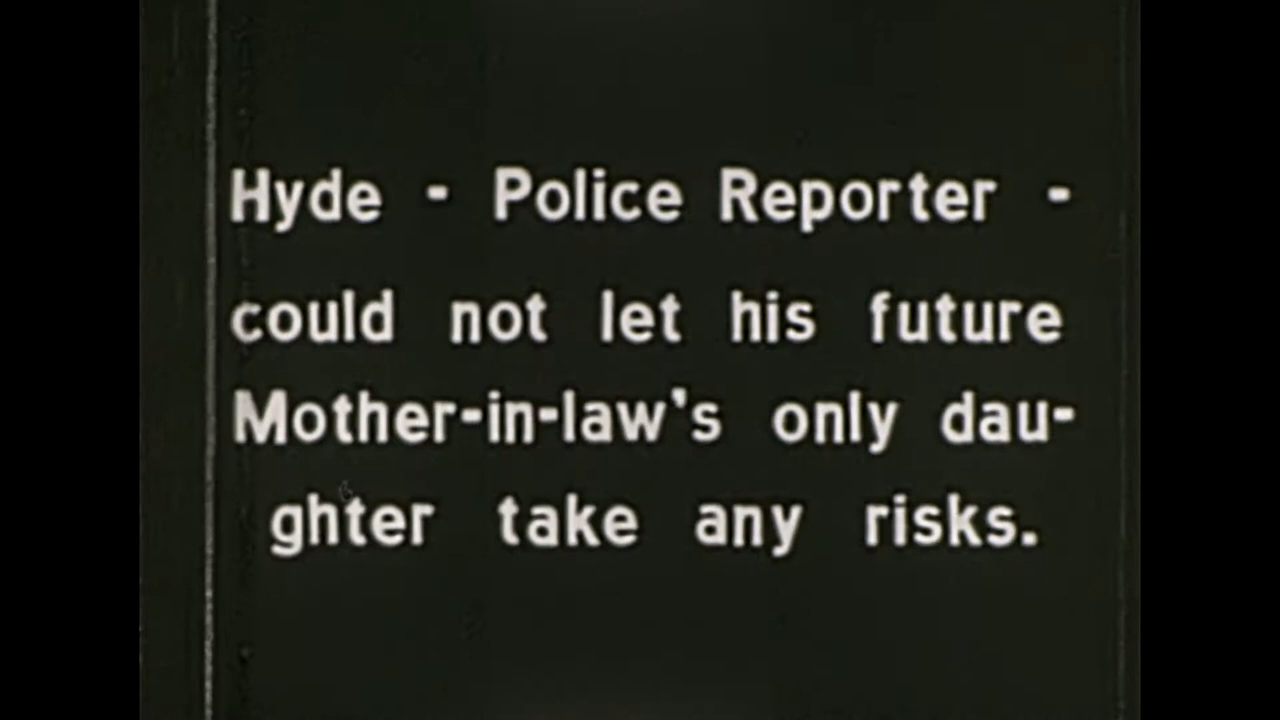 Hyde - Police Reporter -
could not let his future
Mother-in-law's only dau-
ghter take any risks.